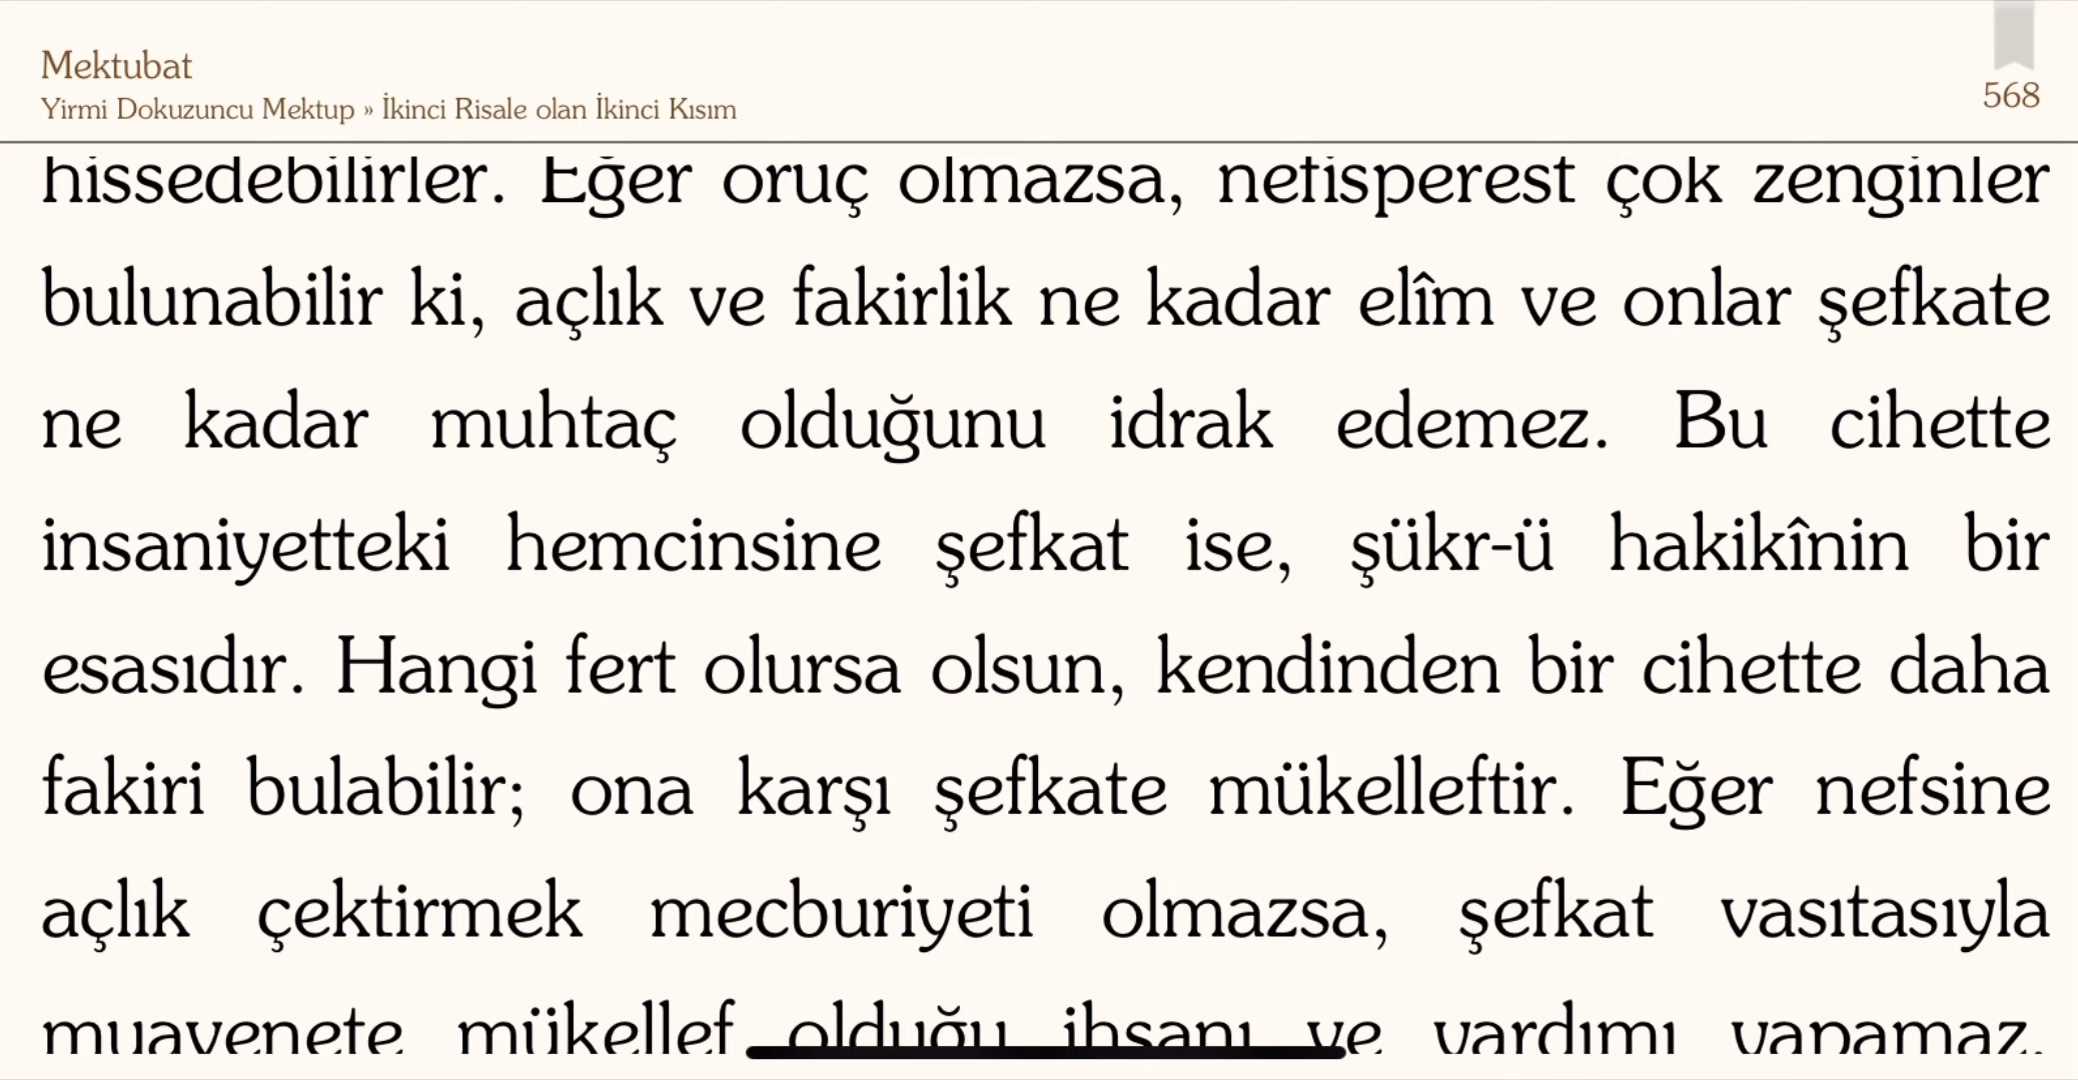 Mektubat
Yirmi Dokuzuncu Mektup » İkinci Risale olan İkinci Kısım
568
hissedebilirler. Eğer oruç olmazsa, nefisperest çok zenginler
bulunabilir ki, açlık ve fakirlik ne kadar elîm ve onlar şefkate
ne kadar muhtaç olduğunu idrak edemez. Bu cihette
insaniyetteki hemcinsine şefkat ise, şükr-ü hakikînin bir
esasıdır. Hangi fert olursa olsun, kendinden bir cihette daha
fakiri bulabilir; ona karşı şefkate mükelleftir. Eğer nefsine
açlık çektirmek mecburiyeti olmazsa, şefkat vasıtasıyla
muavenete mükellef olduğu ihsanı ve yardımı yapamaz.